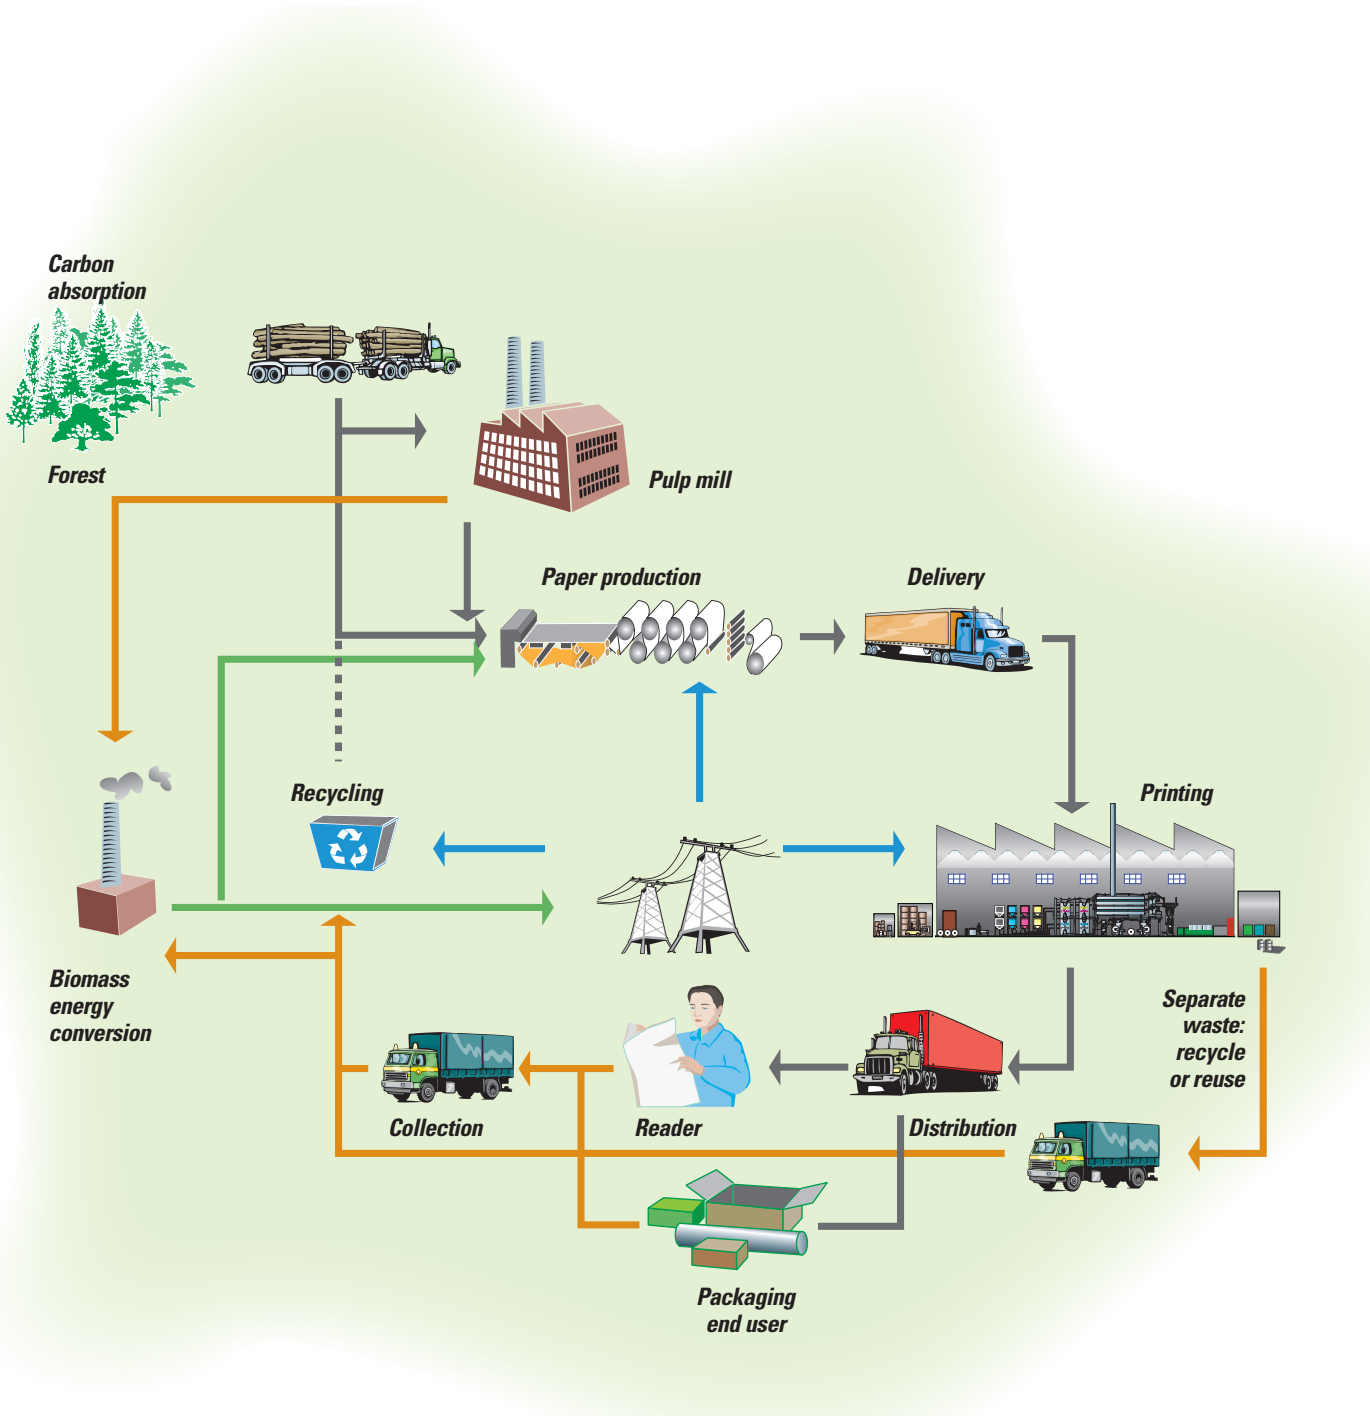 Carbon
absorption
Forest
Pulp mill
Paper production
Delivery
Recycling
Printing
Biomass
energy
conversion
Separate
waste:
recycle
or reuse
Collection
Reader
Distribution
Packaging
end user